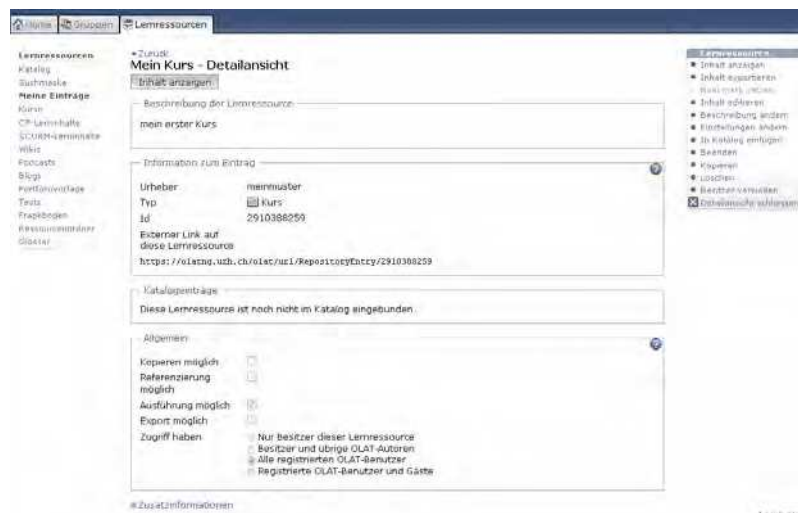 Home Gruppen Lernressourcen
Lernressourcen
Katalog
Suchmaske
Meine Einträge
Kurse
CP-Lerninhalte
SCORM-Lerninhalte
Wikis
Podcasts
Blogs
Portfoliovorlage
Tests
Fragebögen
Ressourcenordner
Glossar
Zurück
Mein Kurs - Detailansicht
Inhalt anzeigen
Beschreibung der Lernressource
mein erster Kurs
Information zum Eintrag
Urheber meinmuster
Typ Kurs
Id 2910388259
Externer Link auf
diese Lernressource
https://olatng.uzh.ch/olat/url/RepositoryEntry/2910388259
Katalogeinträge
Diese Lernressource ist noch nicht im Katalog eingebunden.
Allgemein
Kopieren möglich
Referenzierung
möglich
Ausführung möglich
Export möglich
Zugriff haben
Nur Besitzer dieser Lernressource
Besitzer und übrige OLAT-Autoren
Alle registrierten OLAT-Benutzer
Registrierte OLAT-Benutzer und Gäste
Zusatzinformationen
Lernressource
Inhalt anzeigen
Inhalt exportieren
Inhalt editieren
Beschreibung ändern
Einstellungen ändern
In Katalog einfügen
Beenden
Kopieren
Löschen
Besitzer verwalten
Detailansicht schliessen